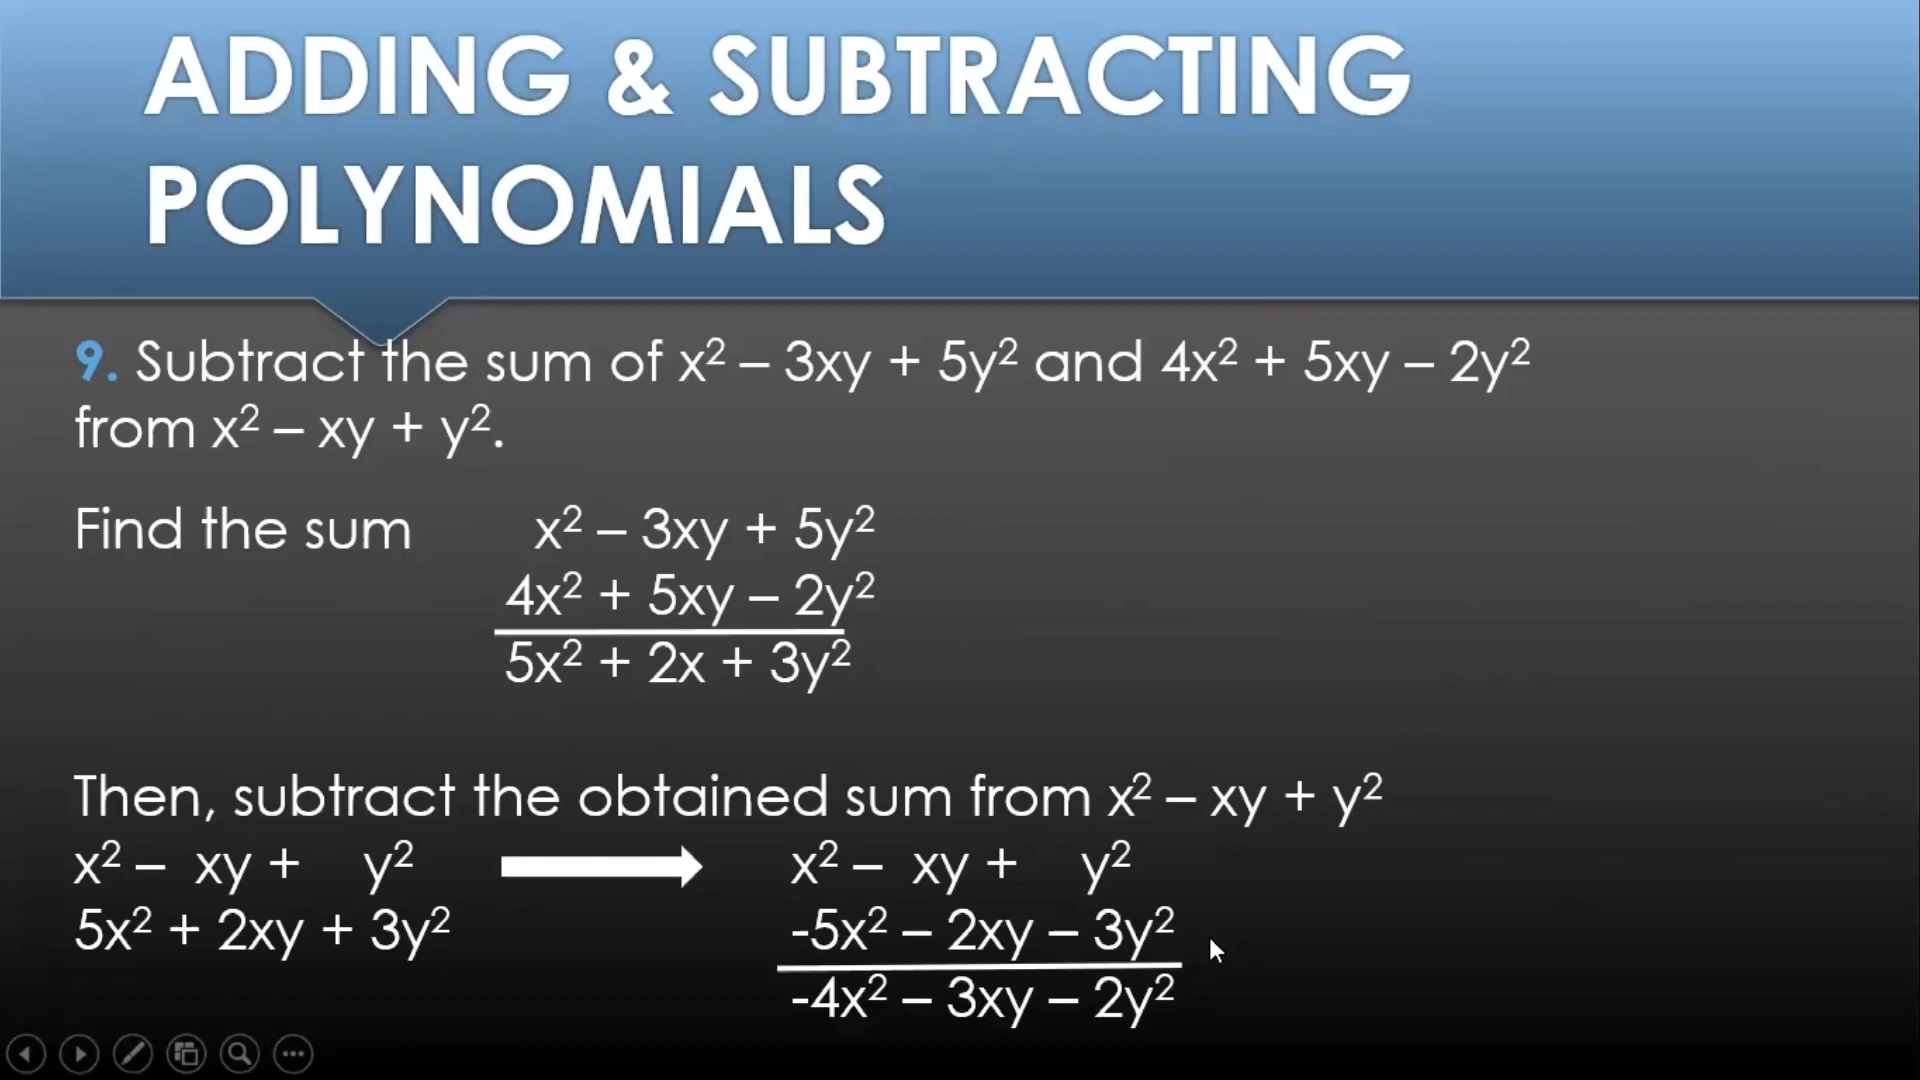 ADDING & SUBTRACTING
POLYNOMIALS
9. Subtract the sum of x² – 3xy + 5y² and 4x² + 5xy – 2y²
from x² – xy + y².
Find the sum x² – 3xy + 5y²
4x² + 5xy – 2y²
5x² + 2x + 3y²
Then, subtract the obtained sum from x² – xy + y²
x² – xy + y² x² – xy + y²
5x² + 2xy + 3y² -5x² – 2xy – 3y²
-4x² – 3xy – 2y²